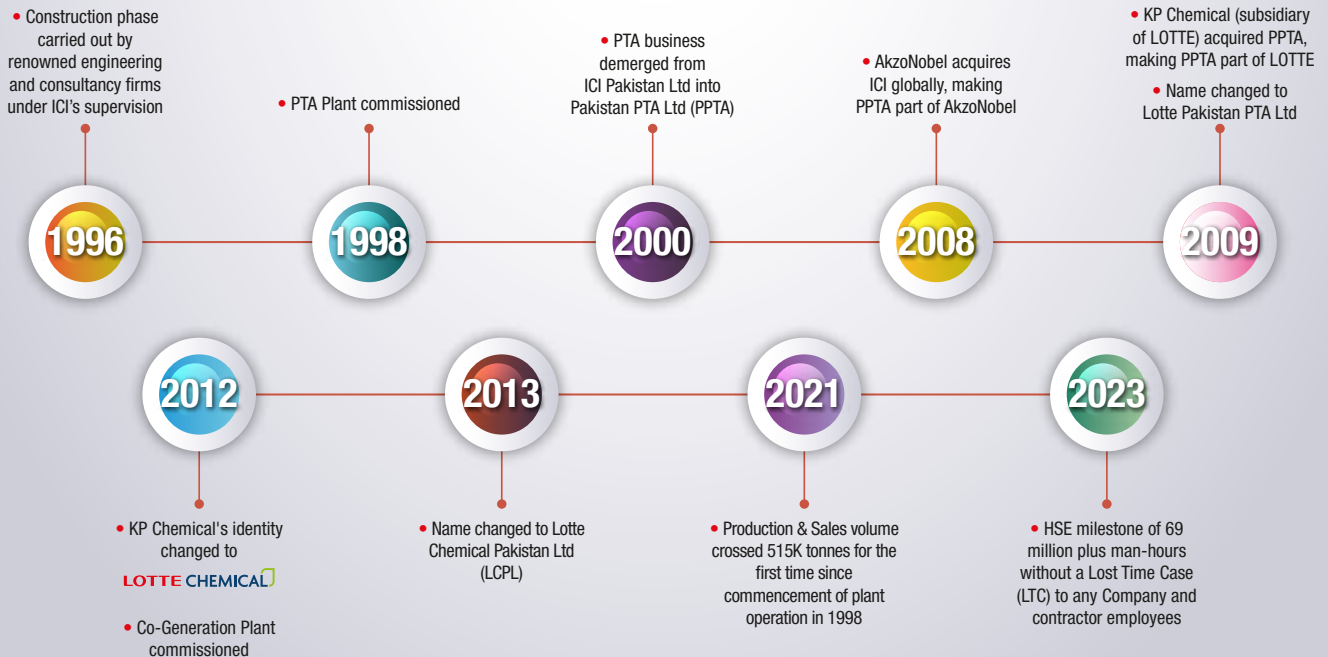 • Construction phase
carried out by
renowned engineering
and consultancy firms
under ICI's supervision
• PTA Plant commissioned
• PTA business
demerged from
ICI Pakistan Ltd into
Pakistan PTA Ltd (PPTA)
• AkzoNobel acquires
ICI globally, making
PPTA part of AkzoNobel
• KP Chemical (subsidiary
of LOTTE) acquired PPTA,
making PPTA part of LOTTE
• Name changed to
Lotte Pakistan PTA Ltd
1996
1998
2000
2008
2009
2012
2013
2021
2023
• KP Chemical's identity
changed to
LOTTE CHEMICAL
• Co-Generation Plant
commissioned
• Name changed to Lotte
Chemical Pakistan Ltd
(LCPL)
• Production & Sales volume
crossed 515K tonnes for the
first time since
commencement of plant
operation in 1998
• HSE milestone of 69
million plus man-hours
without a Lost Time Case
(LTC) to any Company and
contractor employees